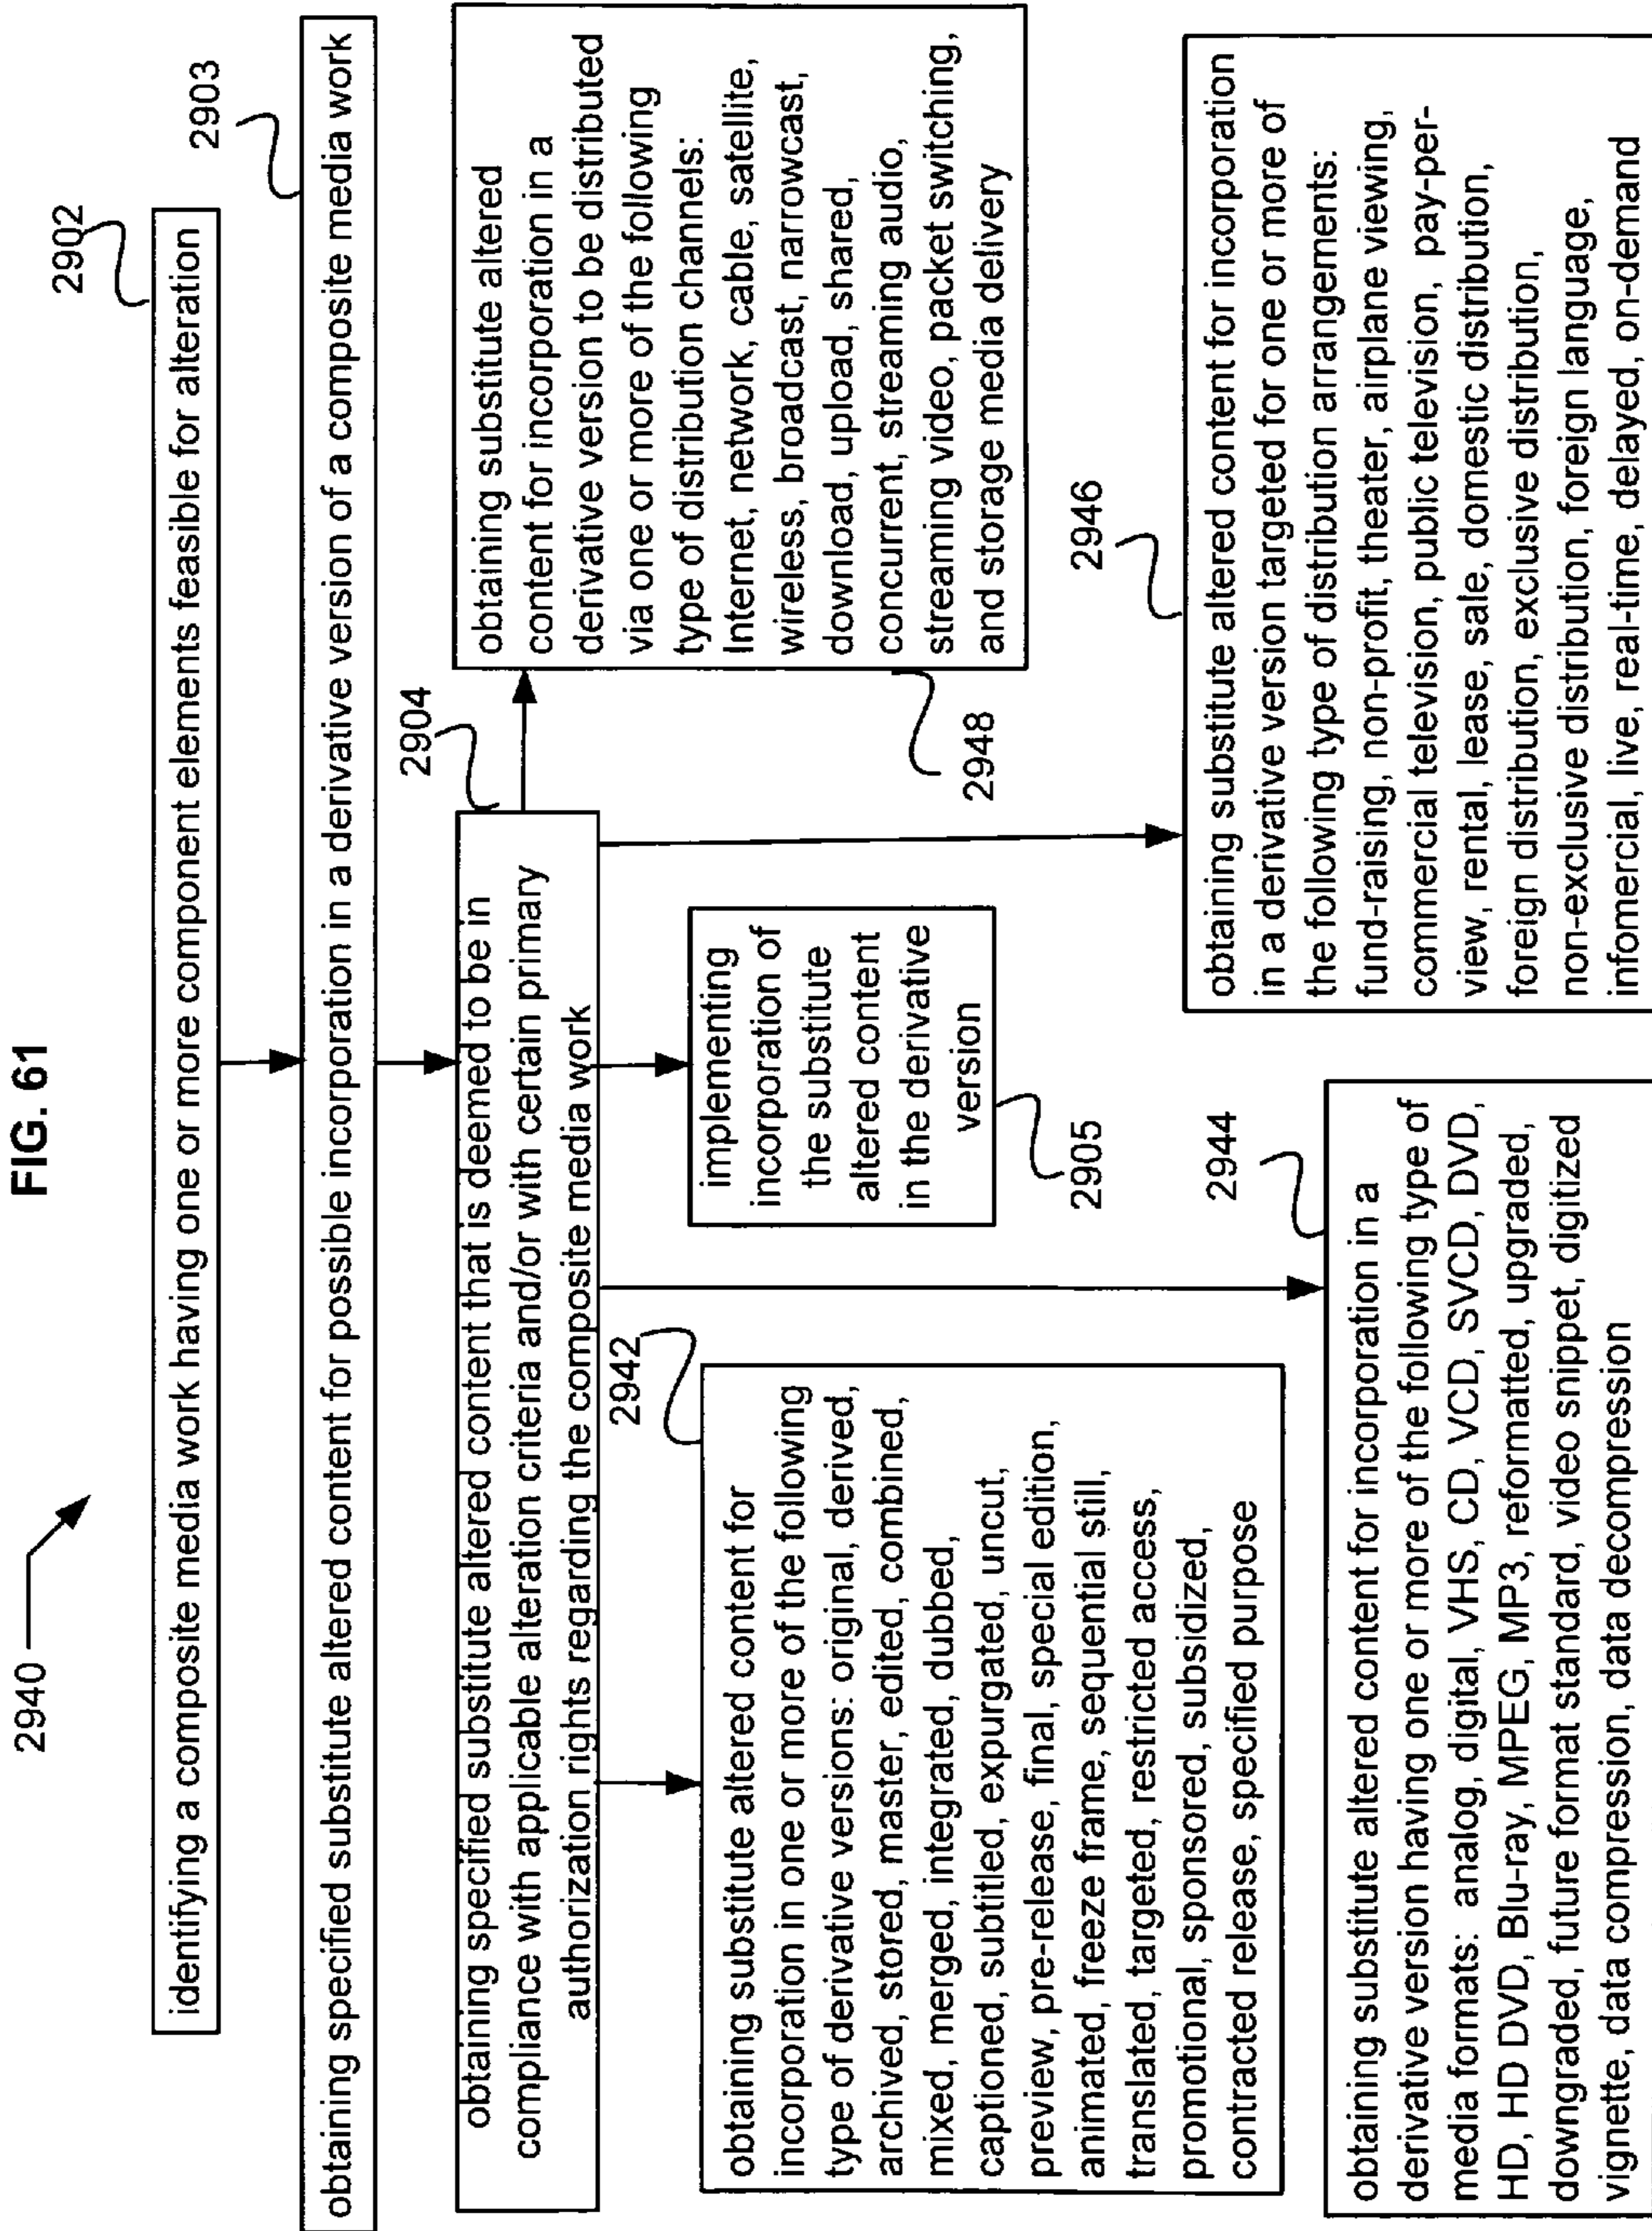 FIG. 61
2940
2902
identifying a composite media work having one or more component elements feasible for alteration
2903
obtaining specified substitute altered content for possible incorporation in a derivative version of a composite media work
2904
obtaining specified substitute altered content that is deemed to be in
compliance with applicable alteration criteria and/or with certain primary
authorization rights regarding the composite media work
obtaining substitute altered
content for incorporation in a
derivative version to be distributed
via one or more of the following
type of distribution channels:
Internet, network, cable, satellite,
wireless, broadcast, narrowcast,
download, upload, shared,
concurrent, streaming audio,
streaming video, packet switching,
and storage media delivery
2948
2942
obtaining substitute altered content for
incorporation in one or more of the following
type of derivative versions: original, derived,
archived, stored, master, edited, combined,
mixed, merged, integrated, dubbed,
captioned, subtitled, expurgated, uncut,
preview, pre-release, final, special edition,
animated, freeze frame, sequential still,
translated, targeted, restricted access,
promotional, sponsored, subsidized,
contracted release, specified purpose
implementing
incorporation of
the substitute
altered content
in the derivative
version
2905
2946
obtaining substitute altered content for incorporation
in a derivative version targeted for one or more of
the following type of distribution arrangements:
fund-raising, non-profit, theater, airplane viewing,
commercial television, public television, pay-per-
view, rental, lease, sale, domestic distribution,
foreign distribution, exclusive distribution,
non-exclusive distribution, foreign language,
infomercial, live, real-time, delayed, on-demand
2944
obtaining substitute altered content for incorporation in a
derivative version having one or more of the following type of
media formats: analog, digital, VHS, CD, VCD, SVCD, DVD,
HD, HD DVD, Blu-ray, MPEG, MP3, reformatted, upgraded,
downgraded, future format standard, video snippet, digitized
vignette, data compression, data decompression